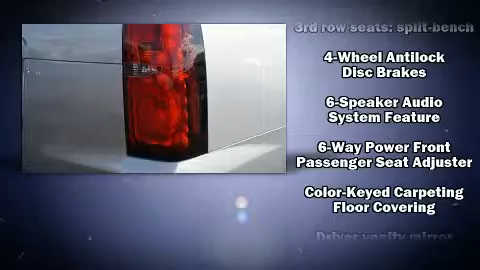 3rd row seats: split-bench
4-Wheel Antilock
Disc Brakes
6-Speaker Audio
System Feature
6-Way Power Front
Passenger Seat Adjuster
Color-Keyed Carpeting
Floor Covering
Driver vanity mirror